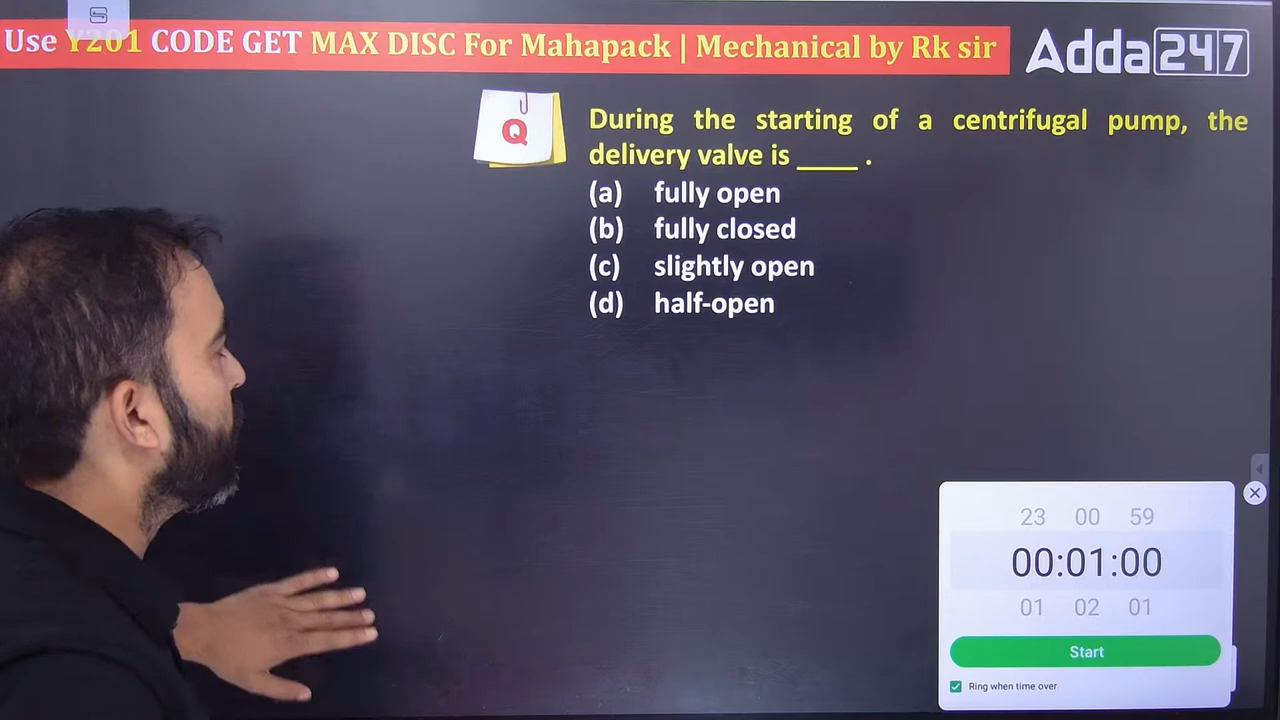 Use Y201 CODE GET MAX DISC For Mahapack | Mechanical by Rk sir
Adda247
Q
During the starting of a centrifugal pump, the
delivery valve is ____ .
(a) fully open
(b) fully closed
(c) slightly open
(d) half-open
23 00 59
00:01:00
01 02 01
Start
Ring when time over